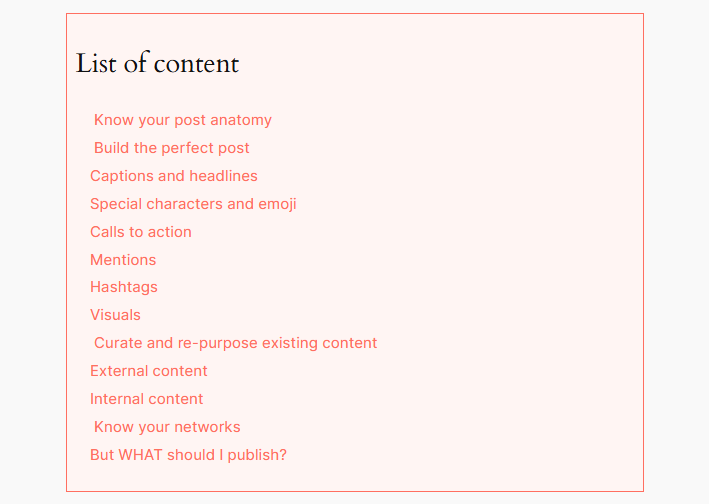 List of content
Know your post anatomy
Build the perfect post
Captions and headlines
Special characters and emoji
Calls to action
Mentions
Hashtags
Visuals
Curate and re-purpose existing content
External content
Internal content
Know your networks
But WHAT should I publish?